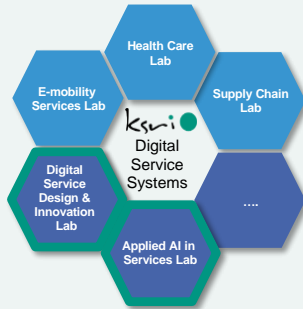 Health Care
Lab
E-mobility
Services Lab
Supply Chain
Lab
ksri
Digital
Service
Systems
Digital
Service
Design &
Innovation
Lab
....
Applied AI in
Services Lab